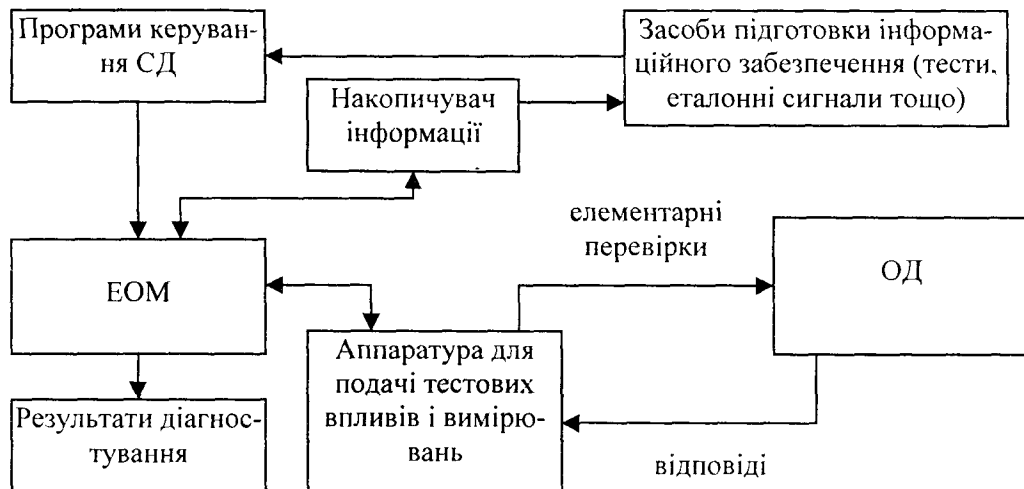 Програми керуван-
ня СД
Засоби підготовки інформа-
ційного забезпечення (тести,
еталонні сигнали тощо)
Накопичувач
інформації
елементарні
перевірки
ЕОМ
ОД
Аппаратура для
подачі тестових
впливів і вимірю-
вань
Результати діагнос-
тування
відповіді